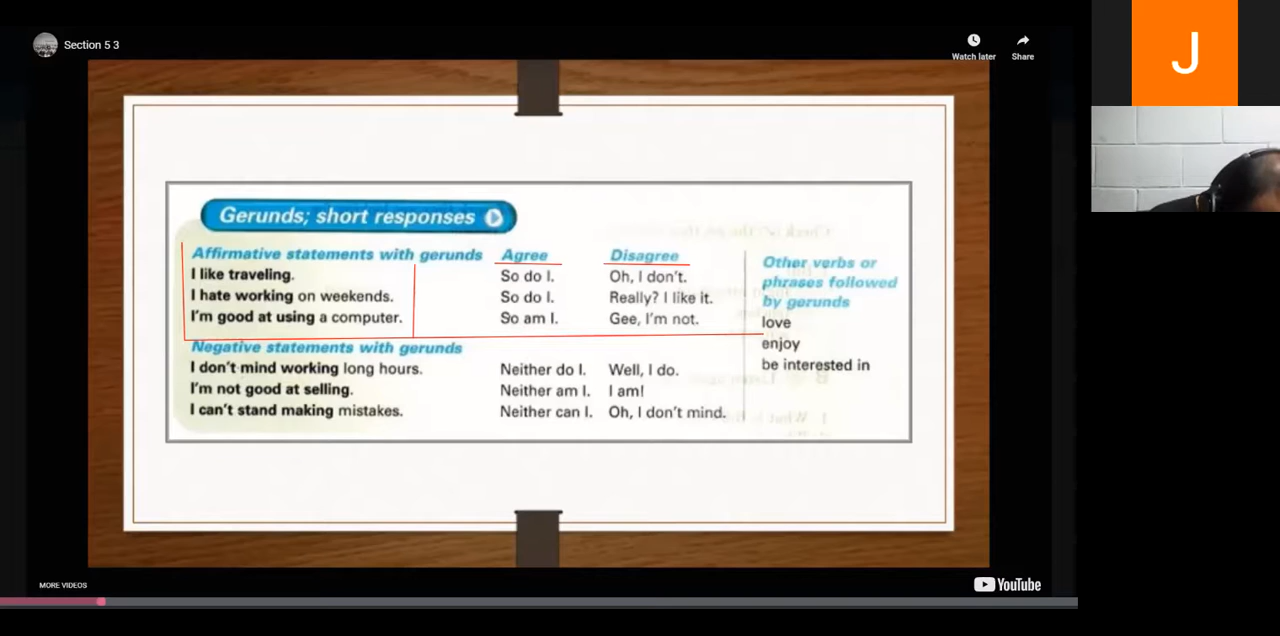 Section 5 3
Watch later
Share
J
Gerunds; short responses
Affirmative statements with gerunds
I like traveling.
I hate working on weekends.
I'm good at using a computer.
Agree
So do I.
So do I.
So am I.
Disagree
Oh, I don't.
Really? I like it.
Gee, I'm not.
Negative statements with gerunds
I don't mind working long hours.
I'm not good at selling.
I can't stand making mistakes.
Neither do I.
Neither am I.
Neither can I.
Well, I do.
I am!
Oh, I don't mind.
Other verbs or
phrases followed
by gerunds
love
enjoy
be interested in
MORE VIDEOS
YouTube